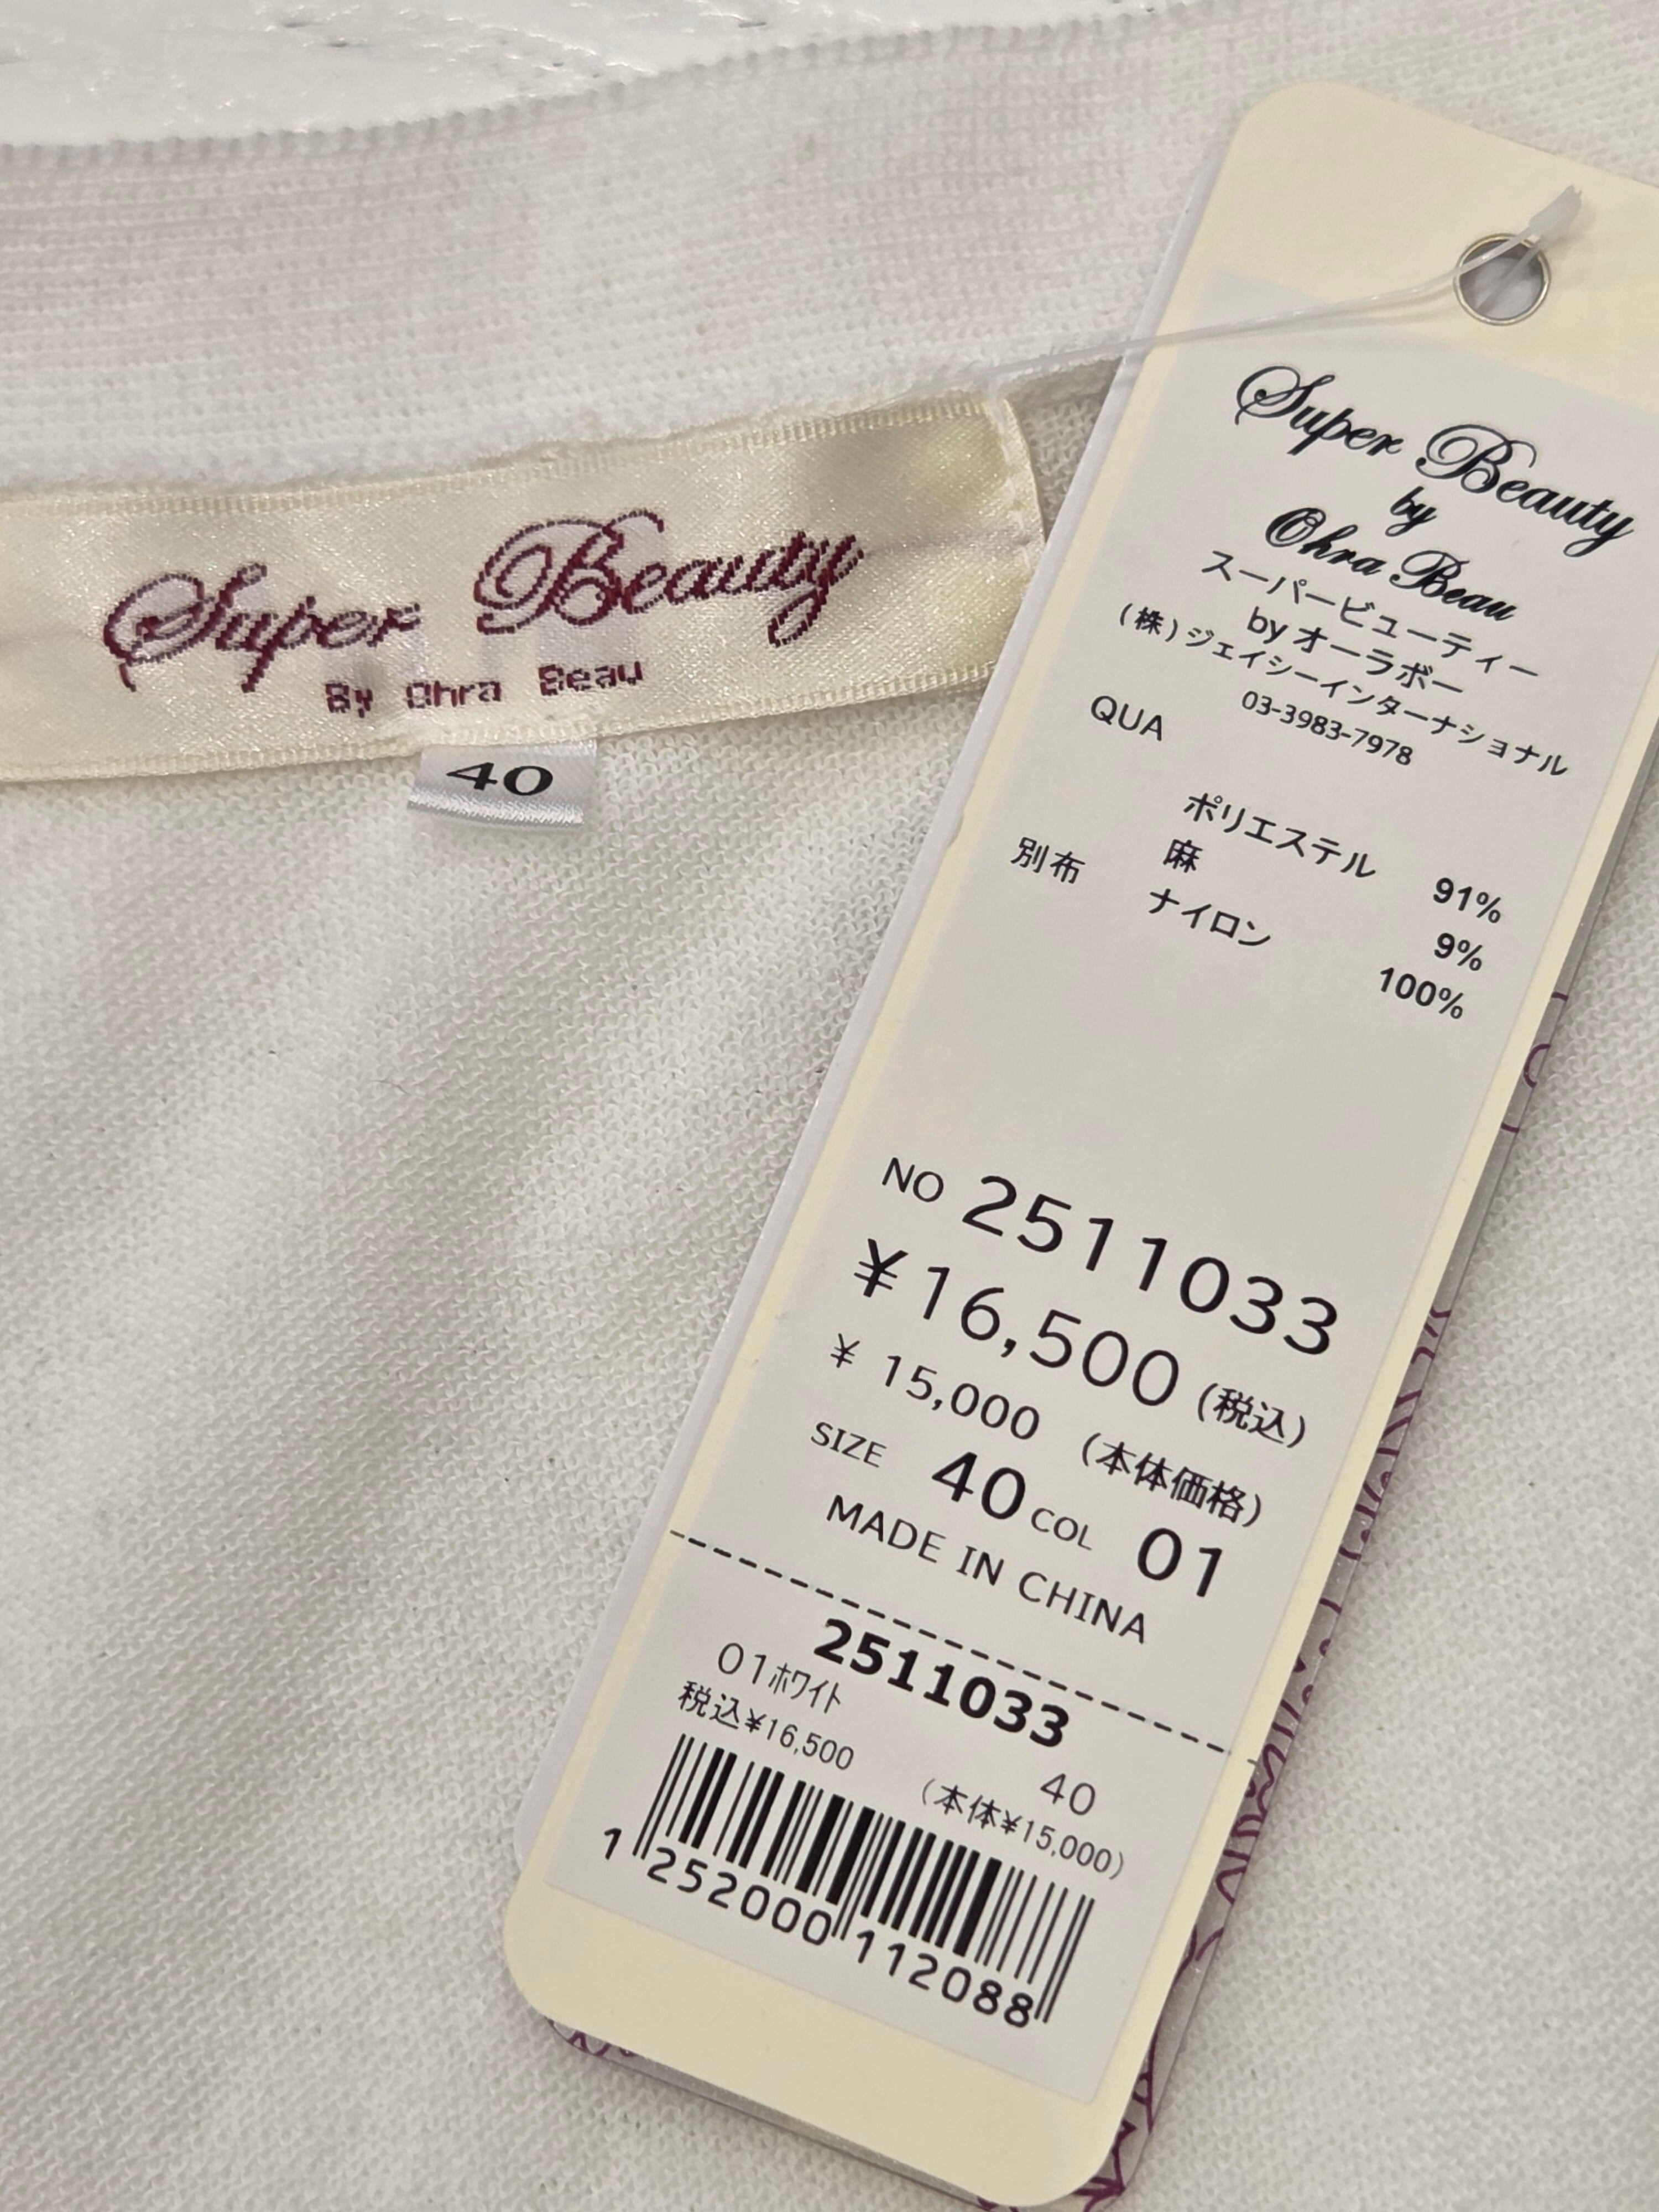 Super Beauty
By Ohra Beau
40
Super Beauty
by
Ohra Beau
スーパービューティー
by オーラボー
(株)ジェイシーインターナショナル
03-3983-7978
QUA
ポリエステル 91%
麻 9%
別布 ナイロン 100%
NO 2511033
¥16,500 (税込)
¥ 15,000 (本体価格)
SIZE 40 COL 01
MADE IN CHINA
2511033
01ﾎﾜｲﾄ 40
税込¥16,500 (本体¥15,000)
1 252000 112088